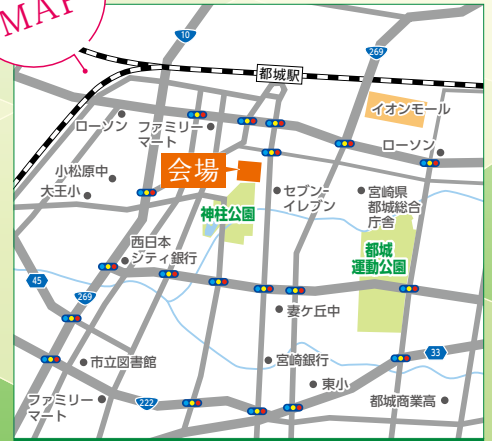 MAP
10
269
都城駅
イオンモール
ローソン
ファミリー
マート
ローソン
会場
小松原中
大王小
セブン-
イレブン
宮崎県
都城総合
庁舎
神柱公園
西日本
シティ銀行
都城
運動公園
45
269
妻ケ丘中
市立図書館
宮崎銀行
33
東小
ファミリー
マート
222
都城商業高